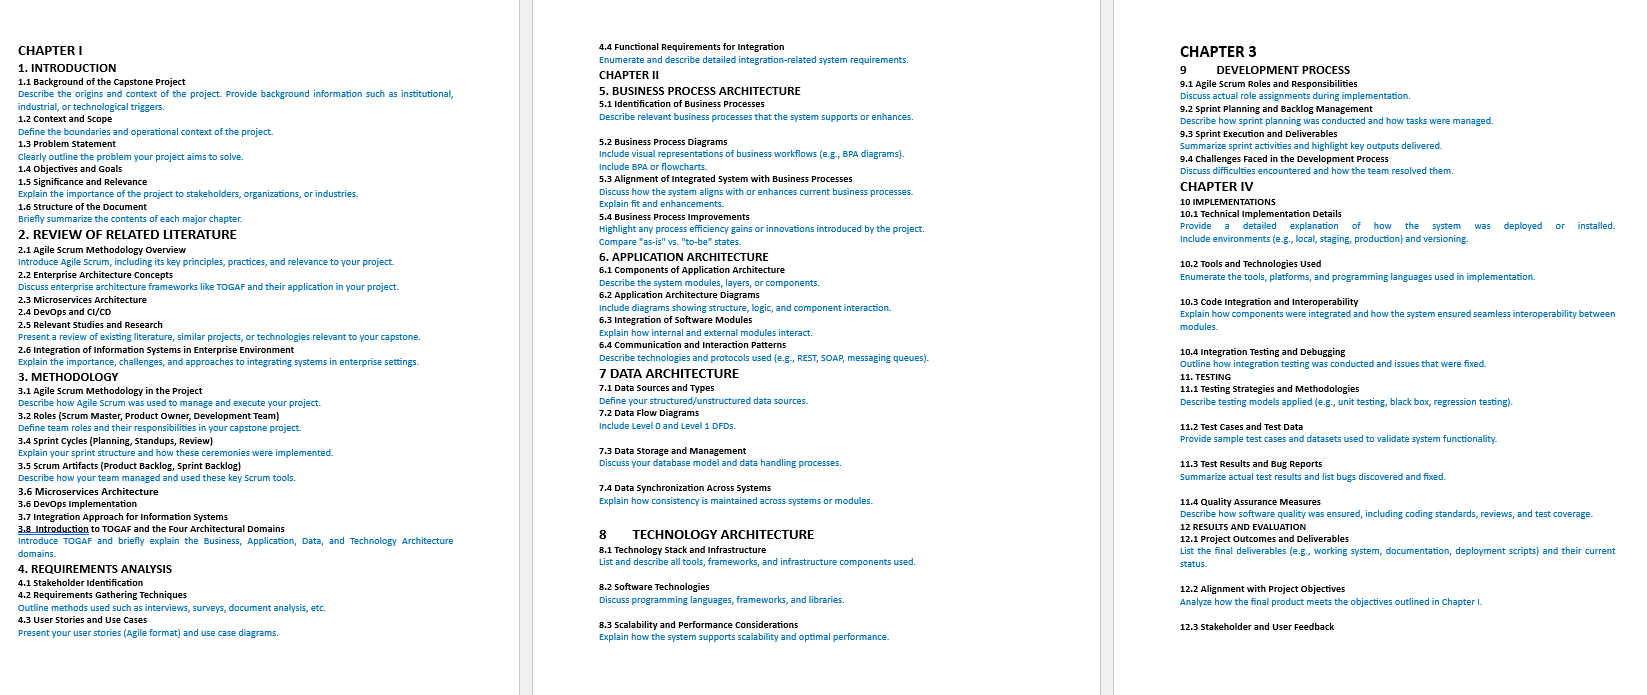 CHAPTER I
1. INTRODUCTION
1.1 Background of the Capstone Project
Describe the origins and context of the project. Provide background information such as institutional,
industrial, or technological triggers.
1.2 Context and Scope
Define the boundaries and operational context of the project.
1.3 Problem Statement
Clearly outline the problem your project aims to solve.
1.4 Objectives and Goals
1.5 Significance and Relevance
Explain the importance of the project to stakeholders, organizations, or industries.
1.6 Structure of the Document
Briefly summarize the contents of each major chapter.
2. REVIEW OF RELATED LITERATURE
2.1 Agile Scrum Methodology Overview
Introduce Agile Scrum, including its key principles, practices, and relevance to your project.
2.2 Enterprise Architecture Concepts
Discuss enterprise architecture frameworks like TOGAF and their application in your project.
2.3 Microservices Architecture
2.4 DevOps and CI/CD
2.5 Relevant Studies and Research
Present a review of existing literature, similar projects, or technologies relevant to your capstone.
2.6 Integration of Information Systems in Enterprise Environment
Explain the importance, challenges, and approaches to integrating systems in enterprise settings.
3. METHODOLOGY
3.1 Agile Scrum Methodology in the Project
Describe how Agile Scrum was used to manage and execute your project.
3.2 Roles (Scrum Master, Product Owner, Development Team)
Define team roles and their responsibilities in your capstone project.
3.4 Sprint Cycles (Planning, Standups, Review)
Explain your sprint structure and how these ceremonies were implemented.
3.5 Scrum Artifacts (Product Backlog, Sprint Backlog)
Describe how your team managed and used these key Scrum tools.
3.6 Microservices Architecture
3.6 DevOps Implementation
3.7 Integration Approach for Information Systems
3.8 Introduction to TOGAF and the Four Architectural Domains
Introduce TOGAF and briefly explain the Business, Application, Data, and Technology Architecture
domains.
4. REQUIREMENTS ANALYSIS
4.1 Stakeholder Identification
4.2 Requirements Gathering Techniques
Outline methods used such as interviews, surveys, document analysis, etc.
4.3 User Stories and Use Cases
Present your user stories (Agile format) and use case diagrams.
4.4 Functional Requirements for Integration
Enumerate and describe detailed integration-related system requirements.
CHAPTER II
5. BUSINESS PROCESS ARCHITECTURE
5.1 Identification of Business Processes
Describe relevant business processes that the system supports or enhances.
5.2 Business Process Diagrams
Include visual representations of business workflows (e.g., BPA diagrams).
Include BPA or flowcharts.
5.3 Alignment of Integrated System with Business Processes
Discuss how the system aligns with or enhances current business processes.
Explain fit and enhancements.
5.4 Business Process Improvements
Highlight any process efficiency gains or innovations introduced by the project.
Compare "as-is" vs. "to-be" states.
6. APPLICATION ARCHITECTURE
6.1 Components of Application Architecture
Describe the system modules, layers, or components.
6.2 Application Architecture Diagrams
Include diagrams showing structure, logic, and component interaction.
6.3 Integration of Software Modules
Explain how internal and external modules interact.
6.4 Communication and Interaction Patterns
Describe technologies and protocols used (e.g., REST, SOAP, messaging queues).
7 DATA ARCHITECTURE
7.1 Data Sources and Types
Define your structured/unstructured data sources.
7.2 Data Flow Diagrams
Include Level 0 and Level 1 DFDs.
7.3 Data Storage and Management
Discuss your database model and data handling processes.
7.4 Data Synchronization Across Systems
Explain how consistency is maintained across systems or modules.
8 TECHNOLOGY ARCHITECTURE
8.1 Technology Stack and Infrastructure
List and describe all tools, frameworks, and infrastructure components used.
8.2 Software Technologies
Discuss programming languages, frameworks, and libraries.
8.3 Scalability and Performance Considerations
Explain how the system supports scalability and optimal performance.
CHAPTER 3
9 DEVELOPMENT PROCESS
9.1 Agile Scrum Roles and Responsibilities
Discuss actual role assignments during implementation.
9.2 Sprint Planning and Backlog Management
Describe how sprint planning was conducted and how tasks were managed.
9.3 Sprint Execution and Deliverables
Summarize sprint activities and highlight key outputs delivered.
9.4 Challenges Faced in the Development Process
Discuss difficulties encountered and how the team resolved them.
CHAPTER IV
10 IMPLEMENTATIONS
10.1 Technical Implementation Details
Provide a detailed explanation of how the system was deployed or installed.
Include environments (e.g., local, staging, production) and versioning.
10.2 Tools and Technologies Used
Enumerate the tools, platforms, and programming languages used in implementation.
10.3 Code Integration and Interoperability
Explain how components were integrated and how the system ensured seamless interoperability between
modules.
10.4 Integration Testing and Debugging
Outline how integration testing was conducted and issues that were fixed.
11. TESTING
11.1 Testing Strategies and Methodologies
Describe testing models applied (e.g., unit testing, black box, regression testing).
11.2 Test Cases and Test Data
Provide sample test cases and datasets used to validate system functionality.
11.3 Test Results and Bug Reports
Summarize actual test results and list bugs discovered and fixed.
11.4 Quality Assurance Measures
Describe how software quality was ensured, including coding standards, reviews, and test coverage.
12 RESULTS AND EVALUATION
12.1 Project Outcomes and Deliverables
List the final deliverables (e.g., working system, documentation, deployment scripts) and their current
status.
12.2 Alignment with Project Objectives
Analyze how the final product meets the objectives outlined in Chapter I.
12.3 Stakeholder and User Feedback